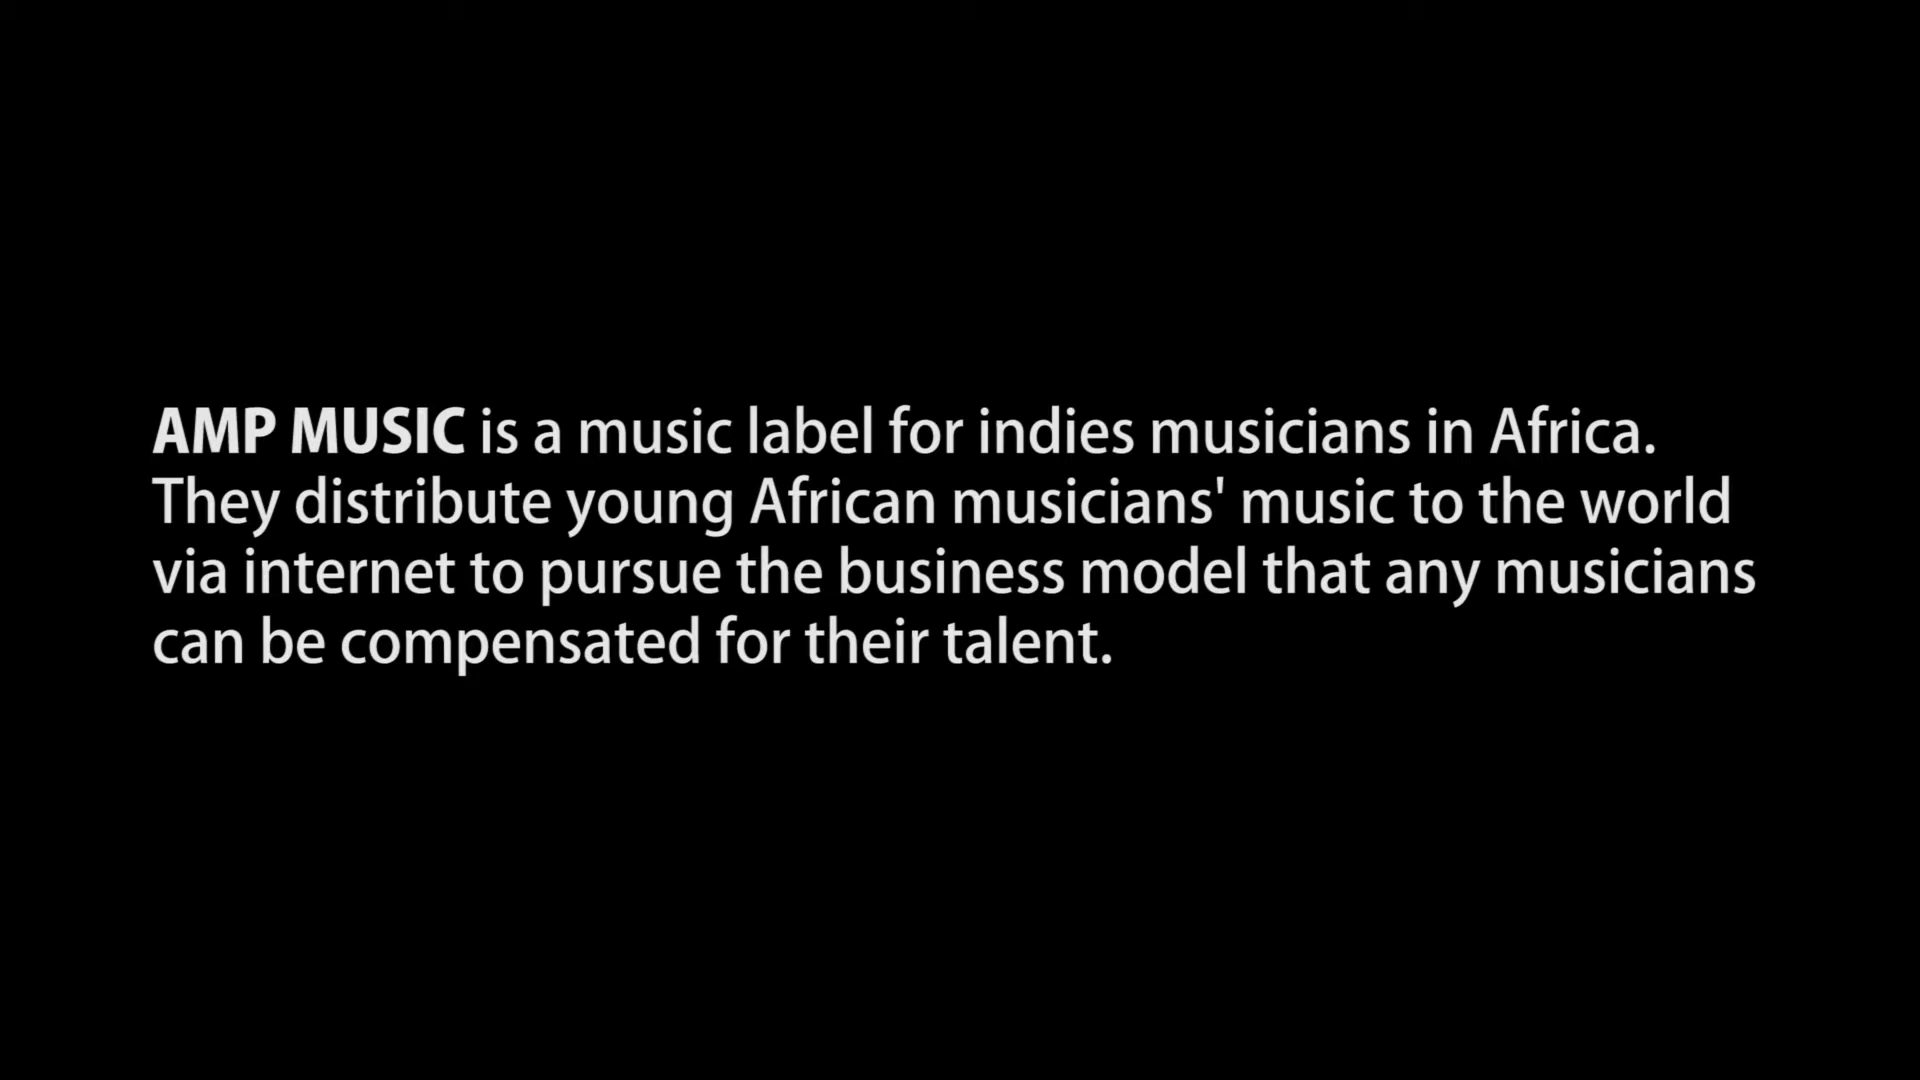 AMP MUSIC is a music label for indies musicians in Africa.
They distribute young African musicians' music to the world
via internet to pursue the business model that any musicians
can be compensated for their talent.